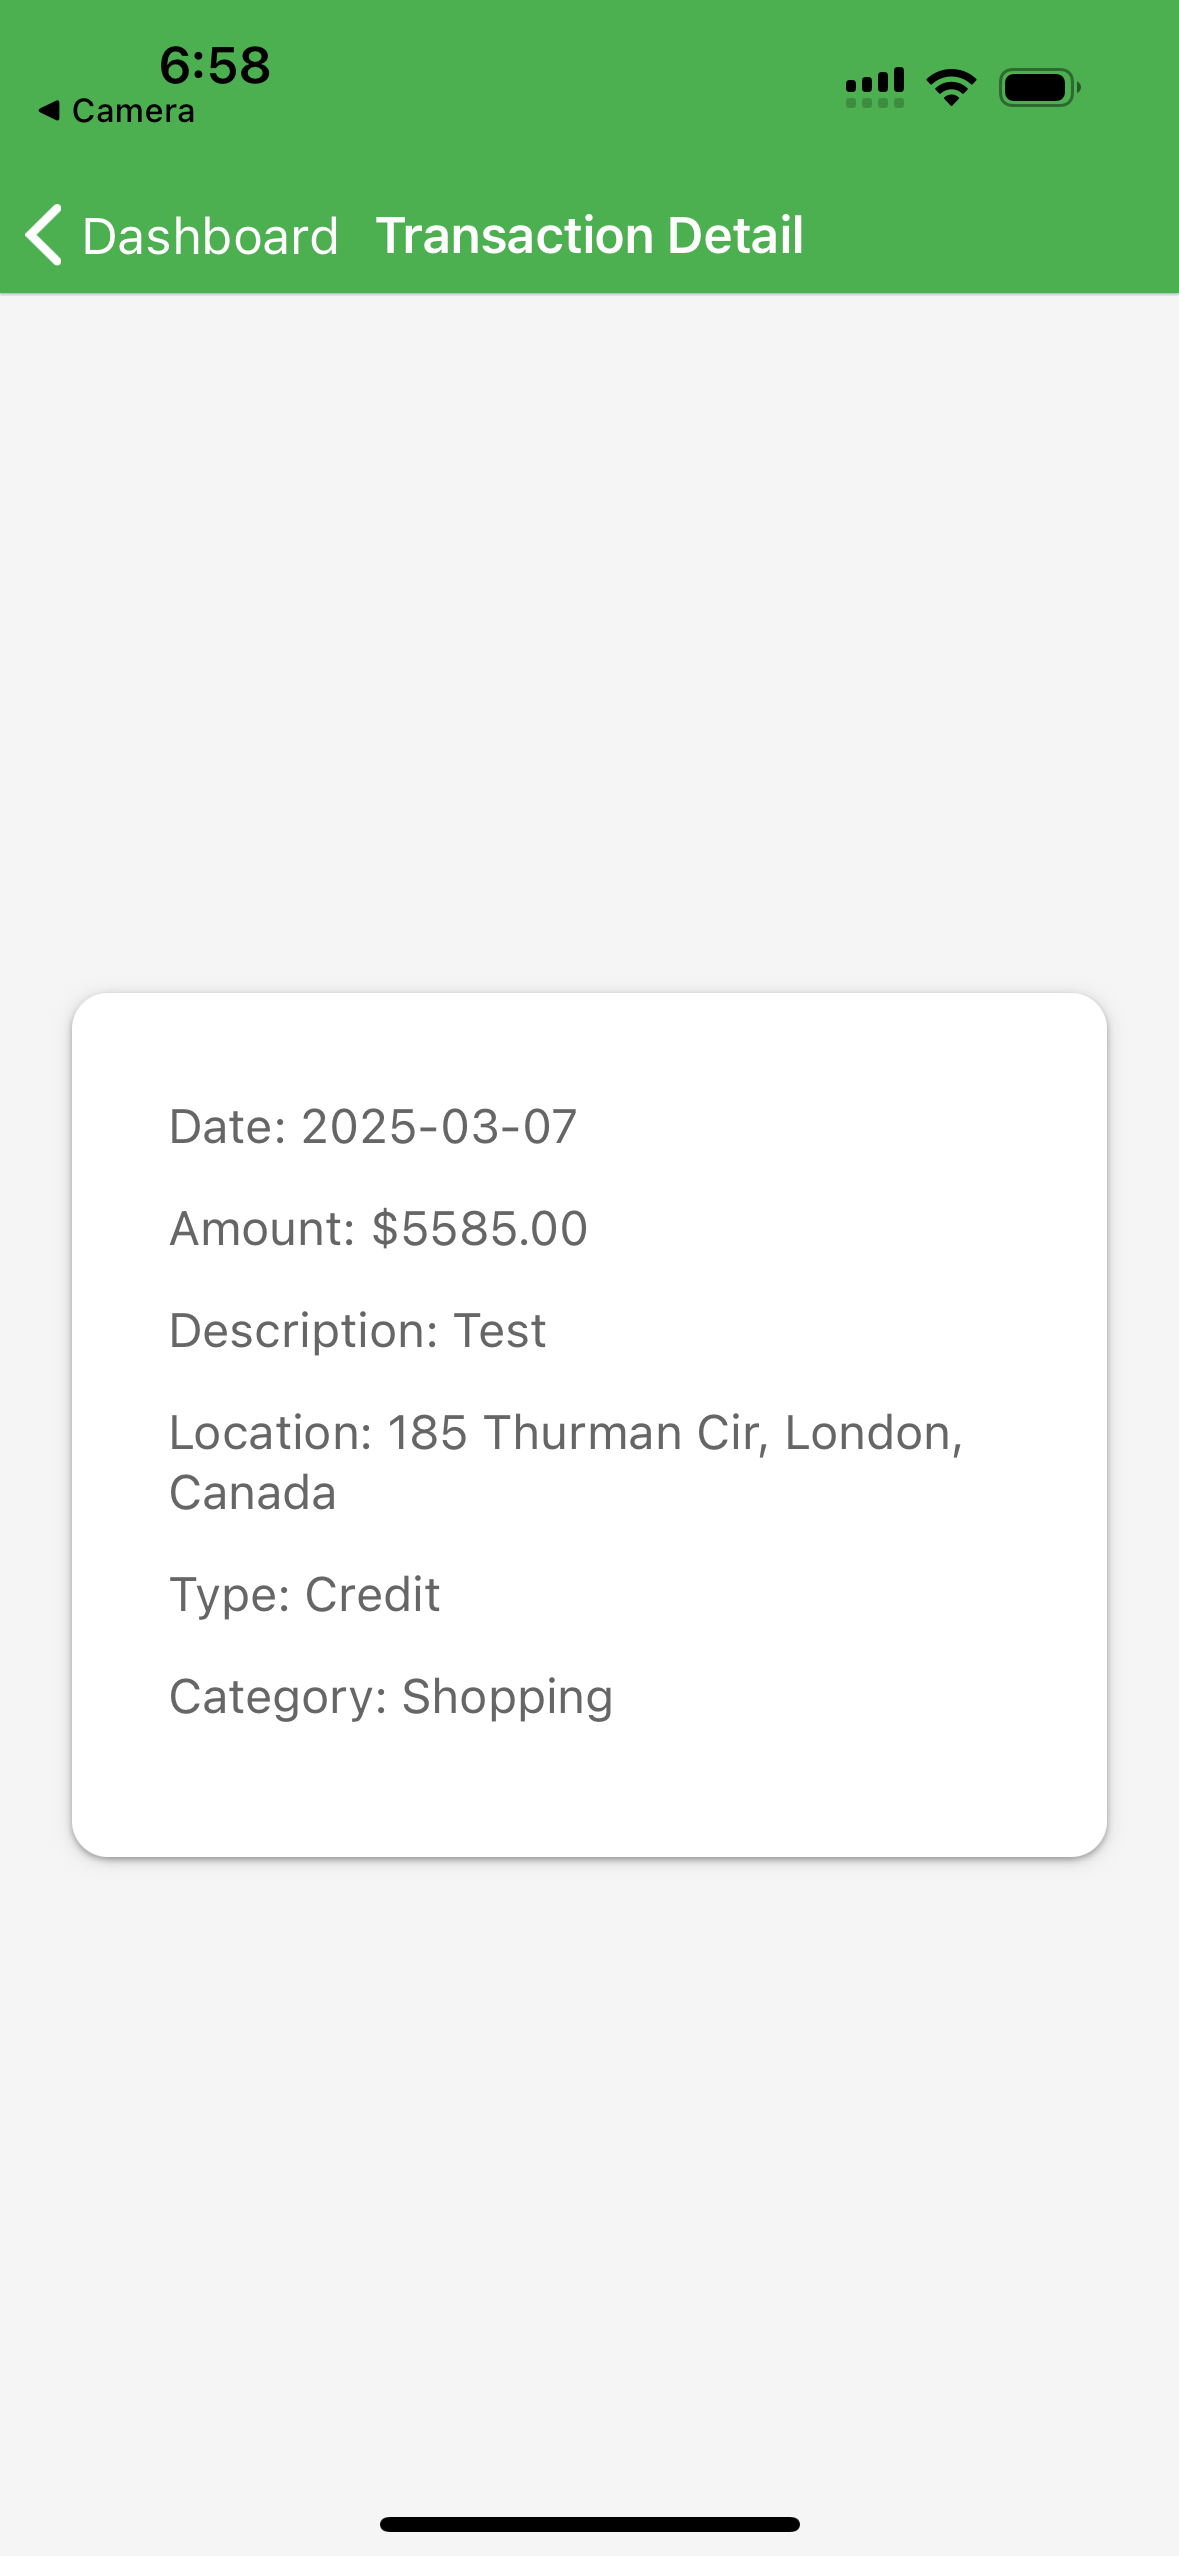 6:58
◀ Camera
Dashboard Transaction Detail
Date: 2025-03-07
Amount: $5585.00
Description: Test
Location: 185 Thurman Cir, London,
Canada
Type: Credit
Category: Shopping